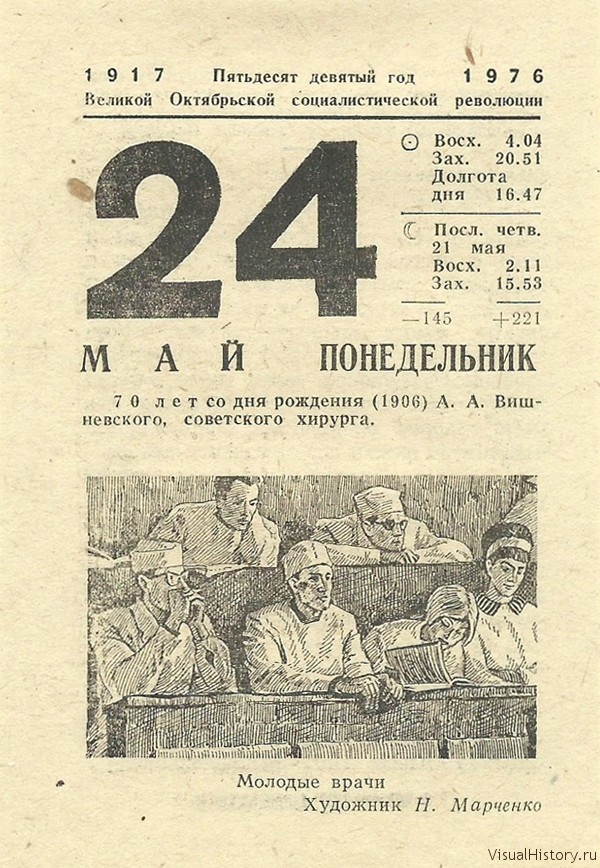 1917 Пятьдесят девятый год 1976
Великой Октябрьской социалистической революции
24
Восх. 4.04
Зах. 20.51
Долгота
дня 16.47
Посл. четв.
21 мая
Восх. 2.11
Зах. 15.53
—145 +221
МАЙ ПОНЕДЕЛЬНИК
70 лет со дня рождения (1906) А. А. Виш-
невского, советского хирурга.
Молодые врачи
Художник Н. Марченко
VisualHistory.ru